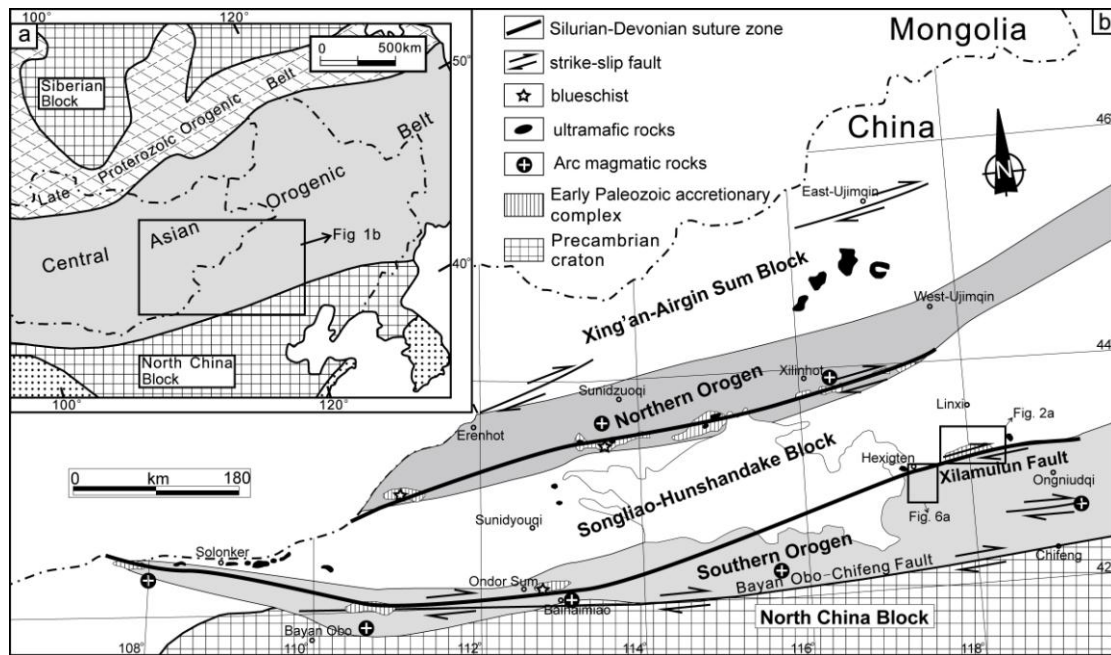 100°
120°
a
0 500km
50°
Siberian
Block
Late Proterozoic Orogenic Belt
Central Asian Orogenic Belt
Fig 1b
40°
North China
Block
100°
120°
b
Silurian-Devonian suture zone
strike-slip fault
blueschist
ultramafic rocks
Arc magmatic rocks
Early Paleozoic accretionary
complex
Precambrian
craton
Mongolia
China
N
46°
East-Ujimqin
Xing'an-Airgin Sum Block
West-Ujimqin
44°
Xilinhot
Sunidzuoqi
Northern Orogen
Erenhot
Linxi
Fig. 2a
Hexigten
Xilamulun Fault
Ongniudqi
Fig. 6a
Songliao-Hunshandake Block
0 km 180
Sunidyouqi
Solonker
Southern Orogen
Chifeng
42°
Ondor Sum
Bayan Obo-Chifeng Fault
Bainaimiao
North China Block
Bayan Obo
108°
110°
112°
114°
116°
118°